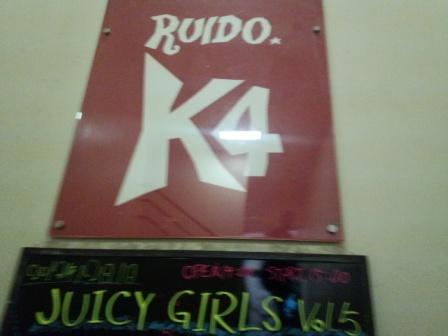 RUIDO
K4
OPEN START
JUICY GIRLS Vol.5